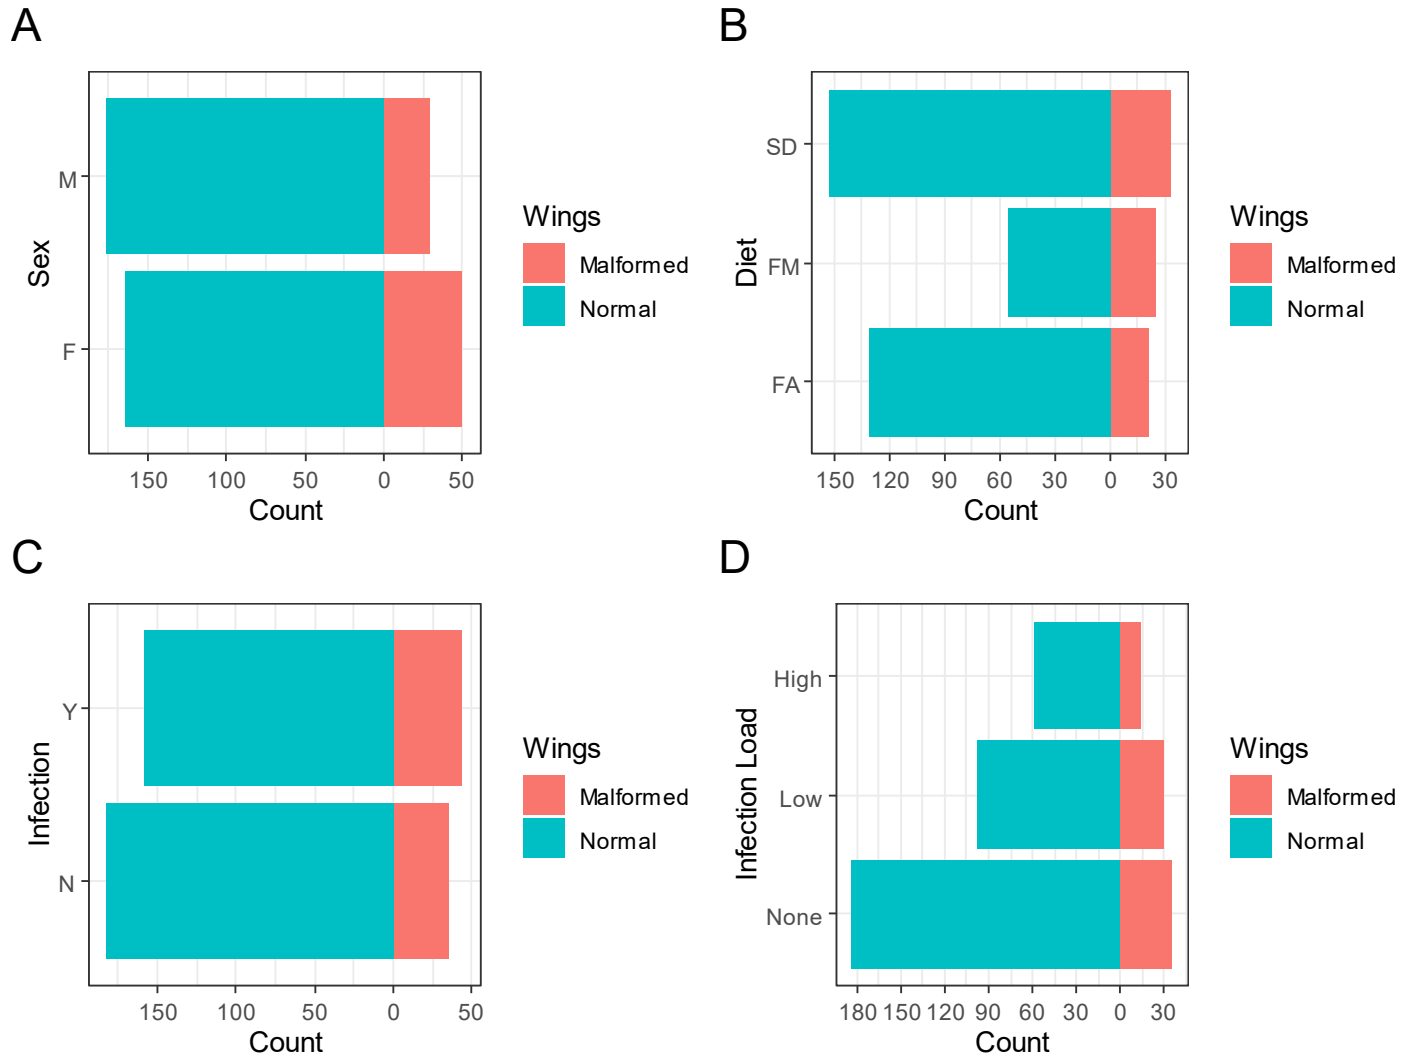 A
Sex
M
F
150 100 50 0 50
Count
Wings
Malformed
Normal
B
Diet
SD
FM
FA
150 120 90 60 30 0 30
Count
Wings
Malformed
Normal
C
Infection
Y
N
150 100 50 0 50
Count
Wings
Malformed
Normal
D
Infection Load
High
Low
None
180 150 120 90 60 30 0 30
Count
Wings
Malformed
Normal